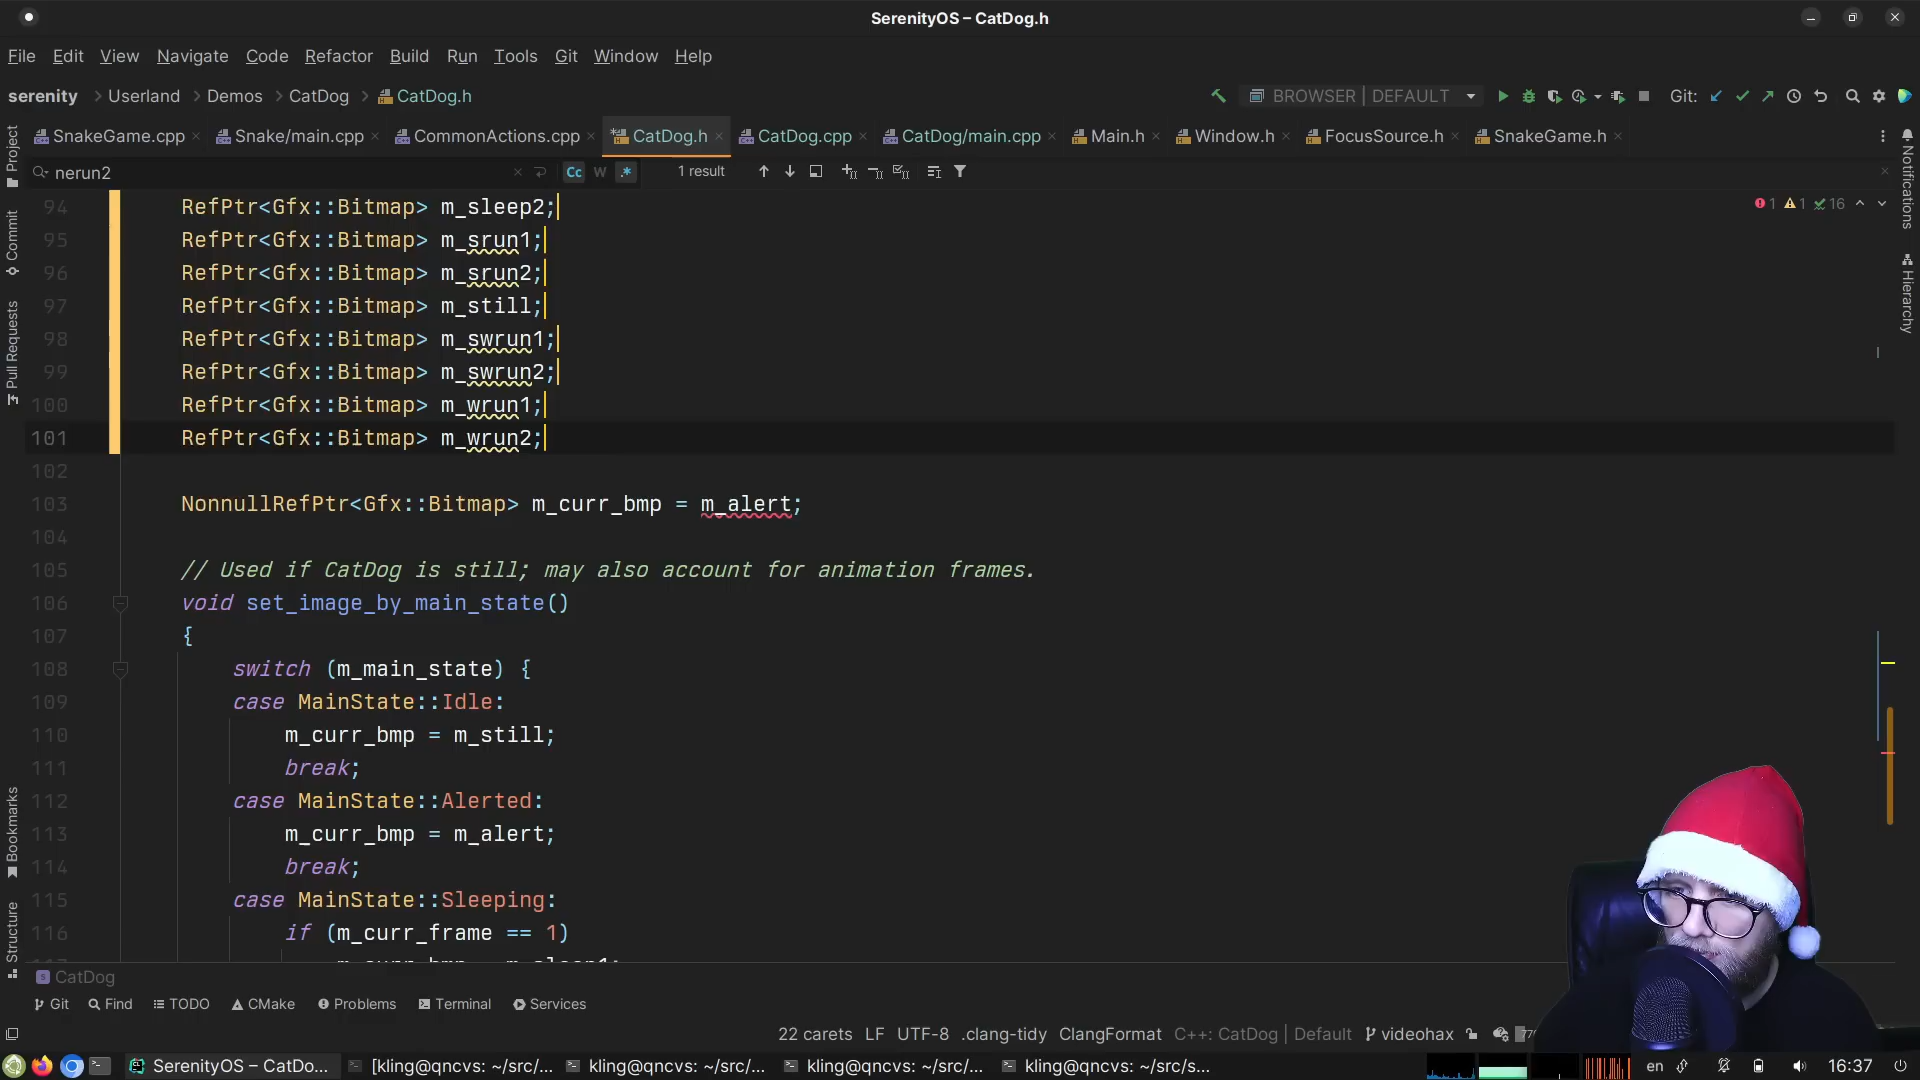 SerenityOS – CatDog.h
File Edit View Navigate Code Refactor Build Run Tools Git Window Help
serenity Userland Demos CatDog CatDog.h
BROWSER | DEFAULT Git:
SnakeGame.cpp Snake/main.cpp CommonActions.cpp CatDog.h CatDog.cpp CatDog/main.cpp Main.h Window.h FocusSource.h SnakeGame.h
nerun2 Cc W .* 1 result
1 1 16
94 RefPtr<Gfx::Bitmap> m_sleep2;
95 RefPtr<Gfx::Bitmap> m_srun1;
96 RefPtr<Gfx::Bitmap> m_srun2;
97 RefPtr<Gfx::Bitmap> m_still;
98 RefPtr<Gfx::Bitmap> m_swrun1;
99 RefPtr<Gfx::Bitmap> m_swrun2;
100 RefPtr<Gfx::Bitmap> m_wrun1;
101 RefPtr<Gfx::Bitmap> m_wrun2;
102
103 NonnullRefPtr<Gfx::Bitmap> m_curr_bmp = m_alert;
104
105 // Used if CatDog is still; may also account for animation frames.
106 void set_image_by_main_state()
107 {
108 switch (m_main_state) {
109 case MainState::Idle:
110 m_curr_bmp = m_still;
111 break;
112 case MainState::Alerted:
113 m_curr_bmp = m_alert;
114 break;
115 case MainState::Sleeping:
116 if (m_curr_frame == 1)
Project
Commit
Pull Requests
Bookmarks
Structure
Notifications
Hierarchy
CatDog
Git Find TODO CMake Problems Terminal Services
22 carets LF UTF-8 .clang-tidy ClangFormat C++: CatDog | Default videohax
SerenityOS – CatDo... [kling@qncvs: ~/src/... kling@qncvs: ~/src/... kling@qncvs: ~/src/... kling@qncvs: ~/src/s... en 16:37